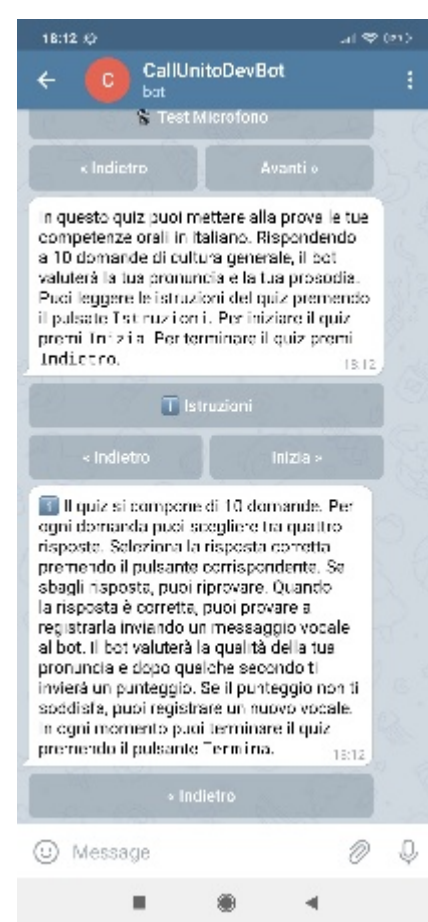 18:12
C
CallUnitoDevBot
bot
Test Microfono
« Indietro
Avanti »
In questo quiz puoi mettere alla prova le tue
competenze orali in Italiano. Rispondendo
a 10 domande di cultura generale, il bot
valuterà la tua pronuncia e la tua prosodia.
Puoi leggere le istruzioni del quiz premendo
il pulsate Istruzioni. Per iniziare il quiz
premi Inizia. Per terminare il quiz premi
Indietro.
18:12
Istruzioni
« Indietro
Inizia »
Il quiz si compone di 10 domande. Per
ogni domanda puoi scegliere tra quattro
risposte. Seleziona la risposta corretta
premendo il pulsante corrispondente. Se
sbagli risposta, puoi riprovare. Quando
la risposta è corretta, puoi provare a
registrarla inviando un messaggio vocale
al bot. Il bot valuterà la qualità della tua
pronuncia e dopo qualche secondo ti
invierà un punteggio. Se il punteggio non ti
soddisfa, puoi registrare un nuovo vocale.
In ogni momento puoi terminare il quiz
premendo il pulsante Termina.
18:12
« Indietro
Message